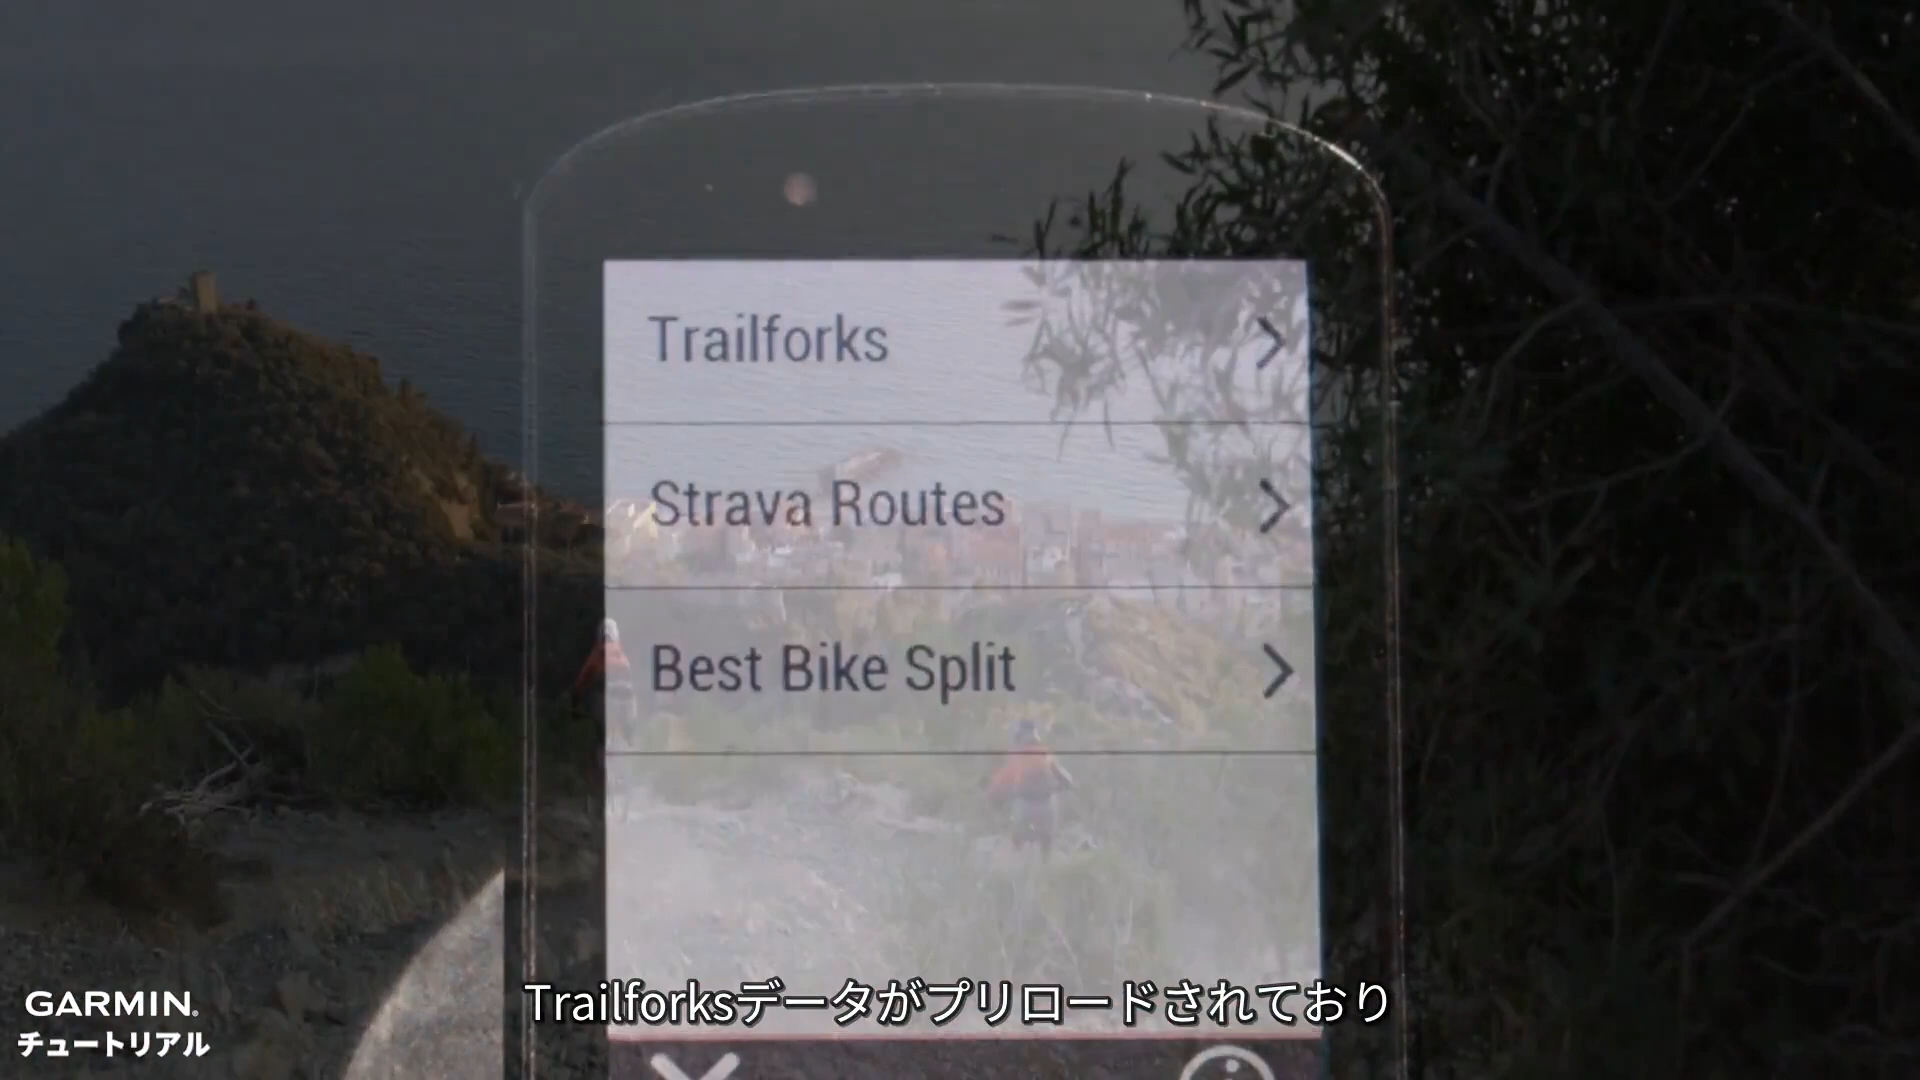 Trailforks
Strava Routes
Best Bike Split
Trailforksデータがプリロードされており
GARMIN.
チュートリアル